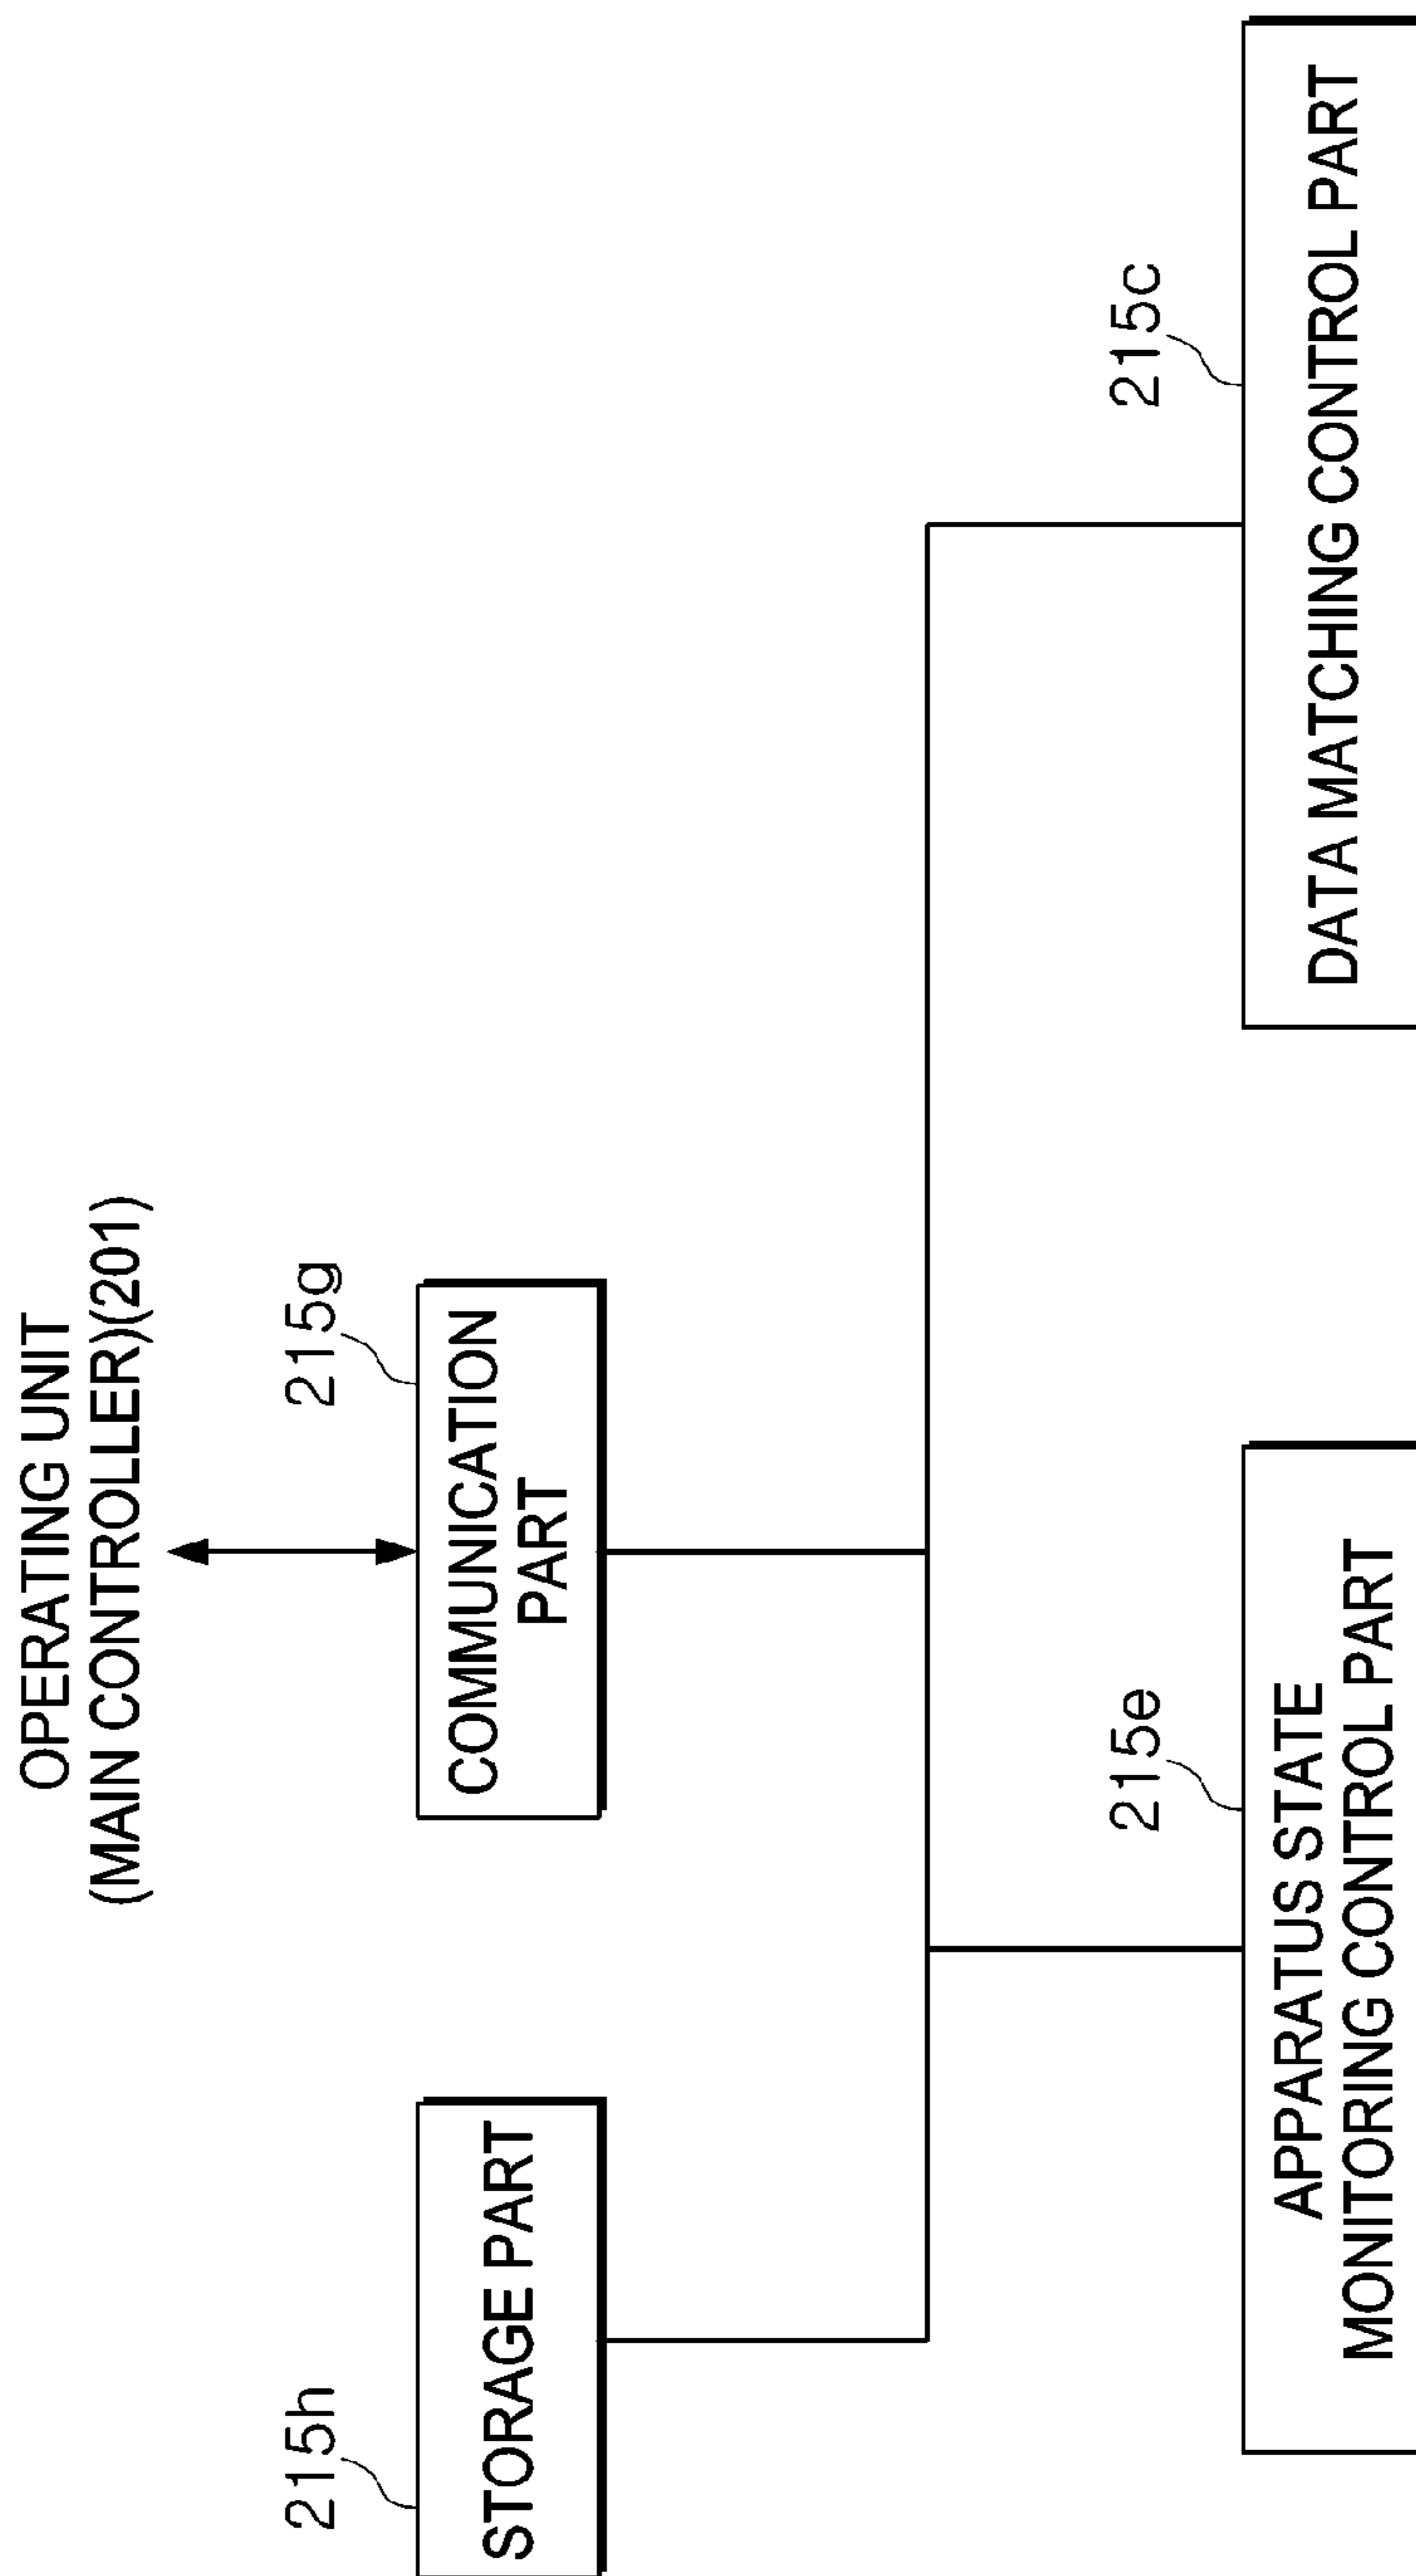 OPERATING UNIT
(MAIN CONTROLLER)(201)
215h
215g
STORAGE PART
COMMUNICATION
PART
215e
215c
APPARATUS STATE
MONITORING CONTROL PART
DATA MATCHING CONTROL PART